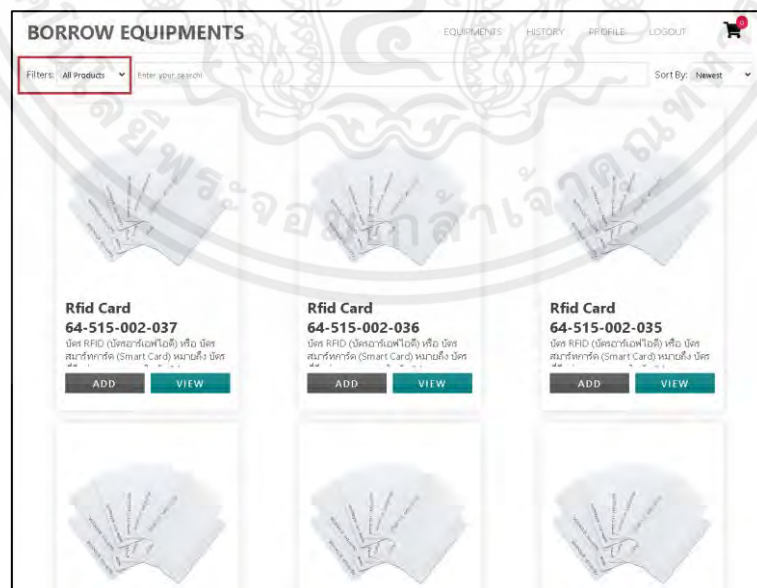 BORROW EQUIPMENTS
EQUIPMENTS HISTORY PROFILE LOGOUT 0
Filters: All Products Enter your search! Sort By: Newest
Rfid Card
64-515-002-037
บัตร RFID (บัตรอาร์เอฟไอดี) หรือ บัตร
สมาร์ทการ์ด (Smart Card) หมายถึง บัตร
ADD VIEW
Rfid Card
64-515-002-036
บัตร RFID (บัตรอาร์เอฟไอดี) หรือ บัตร
สมาร์ทการ์ด (Smart Card) หมายถึง บัตร
ADD VIEW
Rfid Card
64-515-002-035
บัตร RFID (บัตรอาร์เอฟไอดี) หรือ บัตร
สมาร์ทการ์ด (Smart Card) หมายถึง บัตร
ADD VIEW